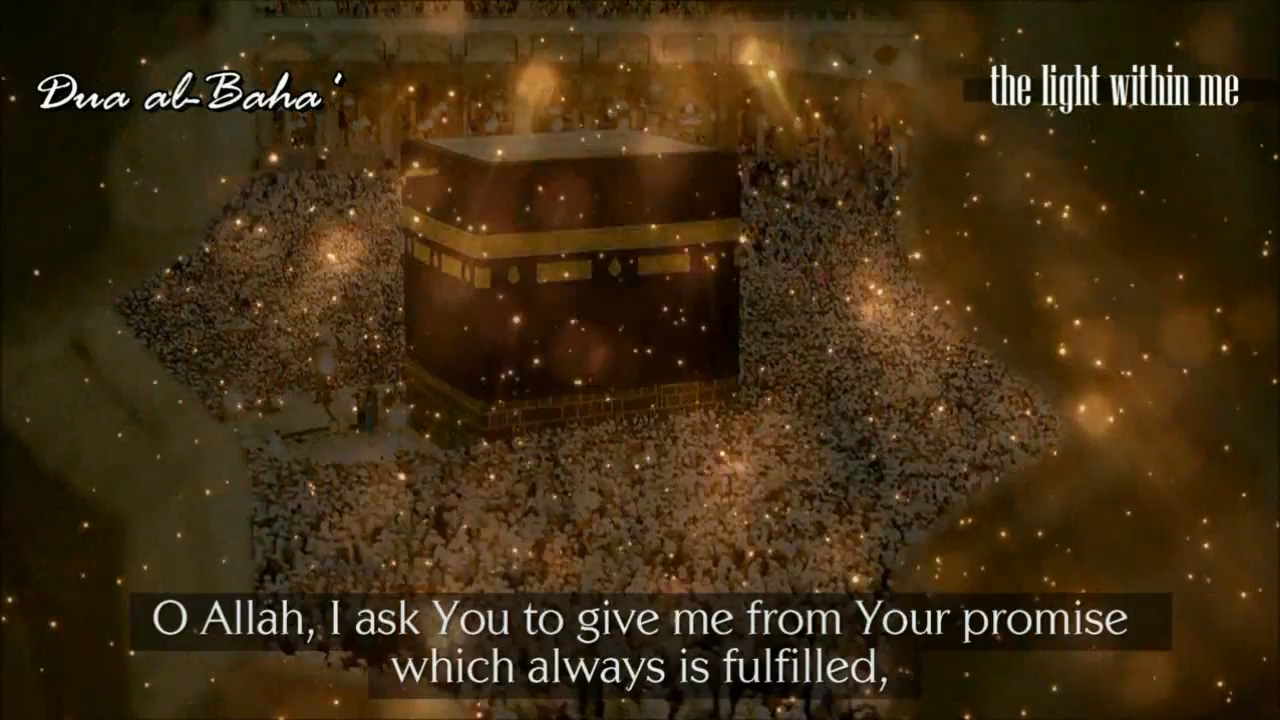 Dua al-Baha'
the light within me
O Allah, I ask You to give me from Your promise
which always is fulfilled,